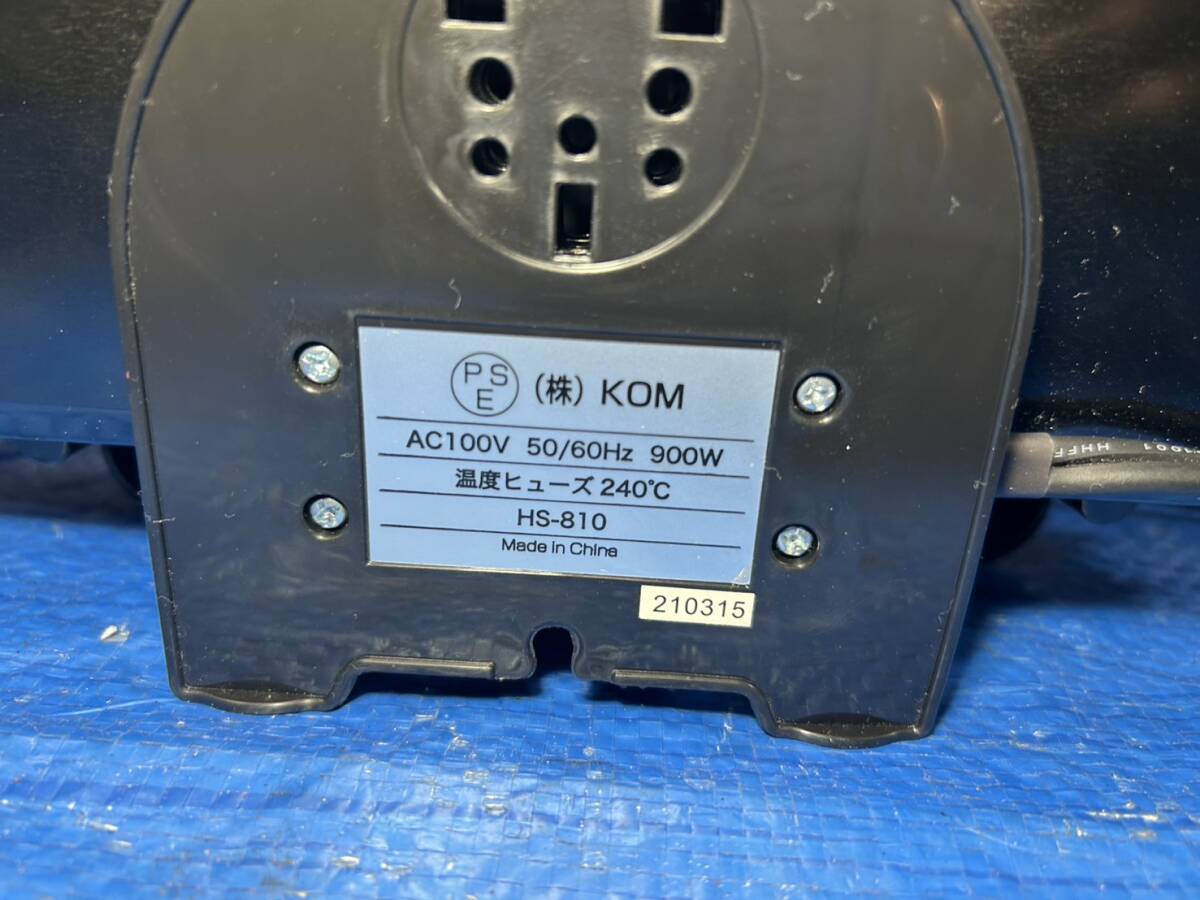 PSE (株) KOM
AC100V 50/60Hz 900W
温度ヒューズ 240℃
HS-810
Made in China
210315